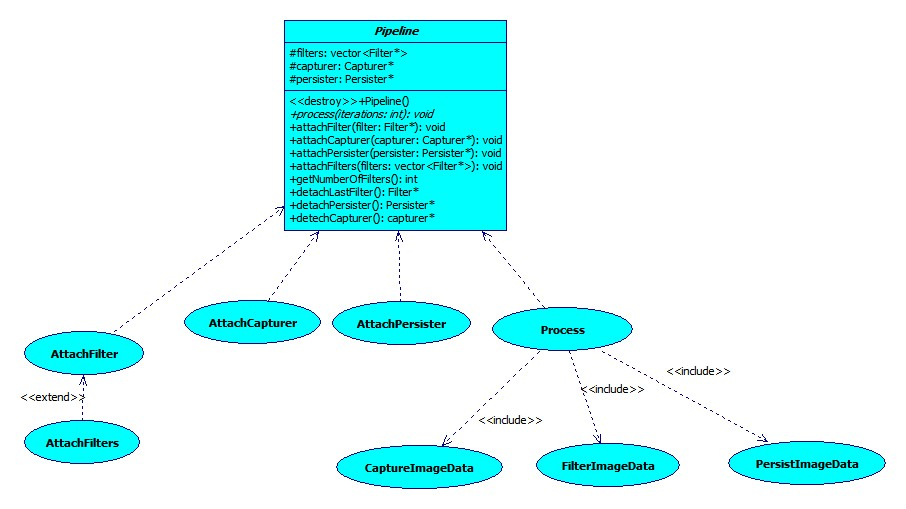 Pipeline
#filters: vector<Filter*>
#capturer: Capturer*
#persister: Persister*
<<destroy>>+Pipeline()
+process(iterations: int): void
+attachFilter(filter: Filter*): void
+attachCapturer(capturer: Capturer*): void
+attachPersister(persister: Persister*): void
+attachFilters(filters: vector<Filter*>): void
+getNumberOfFilters(): int
+detachLastFilter(): Filter*
+detachPersister(): Persister*
+detechCapturer(): capturer*
AttachCapturer
AttachPersister
Process
AttachFilter
<<include>>
<<include>>
<<extend>>
<<include>>
AttachFilters
CaptureImageData
FilterImageData
PersistImageData